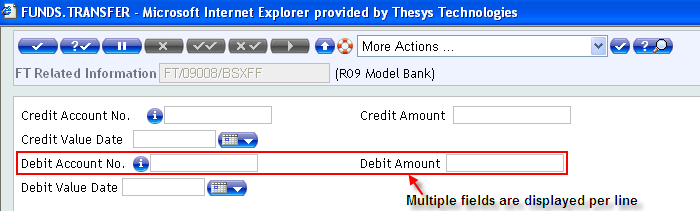 FUNDS.TRANSFER - Microsoft Internet Explorer provided by Thesys Technologies
More Actions ...
FT Related Information FT/09008/BSXFF (R09 Model Bank)
Credit Account No. Credit Amount
Credit Value Date
Debit Account No. Debit Amount
Debit Value Date
Multiple fields are displayed per line